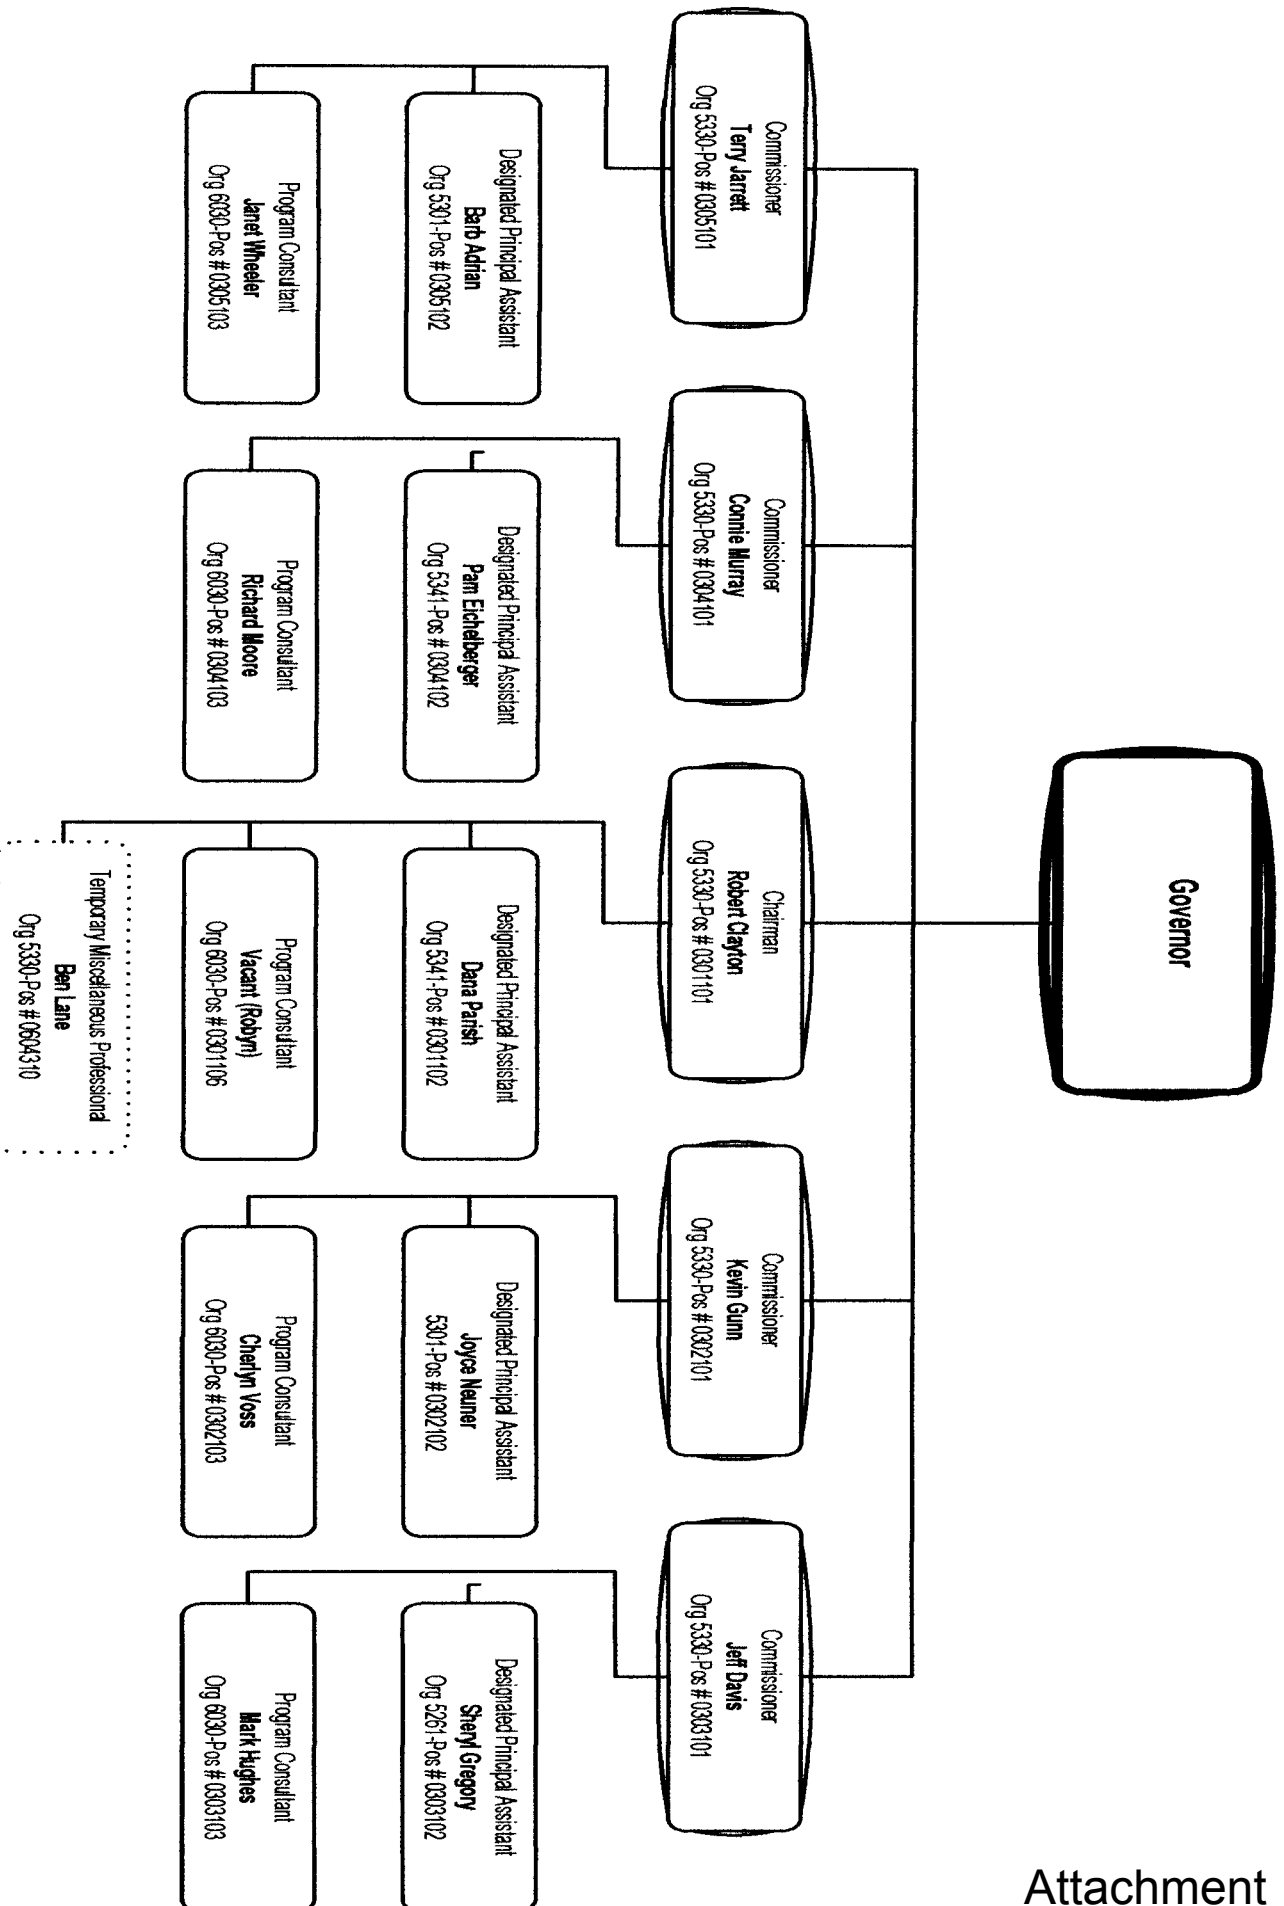 Governor
Commissioner
Terry Jarrett
Org 5330-Pos # 0305101
Commissioner
Connie Murray
Org 5330-Pos # 0304101
Chairman
Robert Clayton
Org 5330-Pos # 0301101
Commissioner
Kevin Gunn
Org 5330-Pos # 0302101
Commissioner
Jeff Davis
Org 5330-Pos # 0303101
Designated Principal Assistant
Barb Adrian
Org 5301-Pos # 0305102
Designated Principal Assistant
Pam Eichelberger
Org 5341-Pos # 0304102
Designated Principal Assistant
Dana Parish
Org 5341-Pos # 0301102
Designated Principal Assistant
Joyce Neuner
5301-Pos # 0302102
Designated Principal Assistant
Sheryl Gregory
Org 5261-Pos # 0303102
Program Consultant
Janet Wheeler
Org 6030-Pos # 0305103
Program Consultant
Richard Moore
Org 6030-Pos # 0304103
Program Consultant
Vacant (Robyn)
Org 6030-Pos # 0301106
Program Consultant
Cherlyn Voss
Org 6030-Pos # 0302103
Program Consultant
Mark Hughes
Org 6030-Pos # 0303103
Temporary Miscellaneous Professional
Ben Lane
Org 5330-Pos # 0604310
Attachment